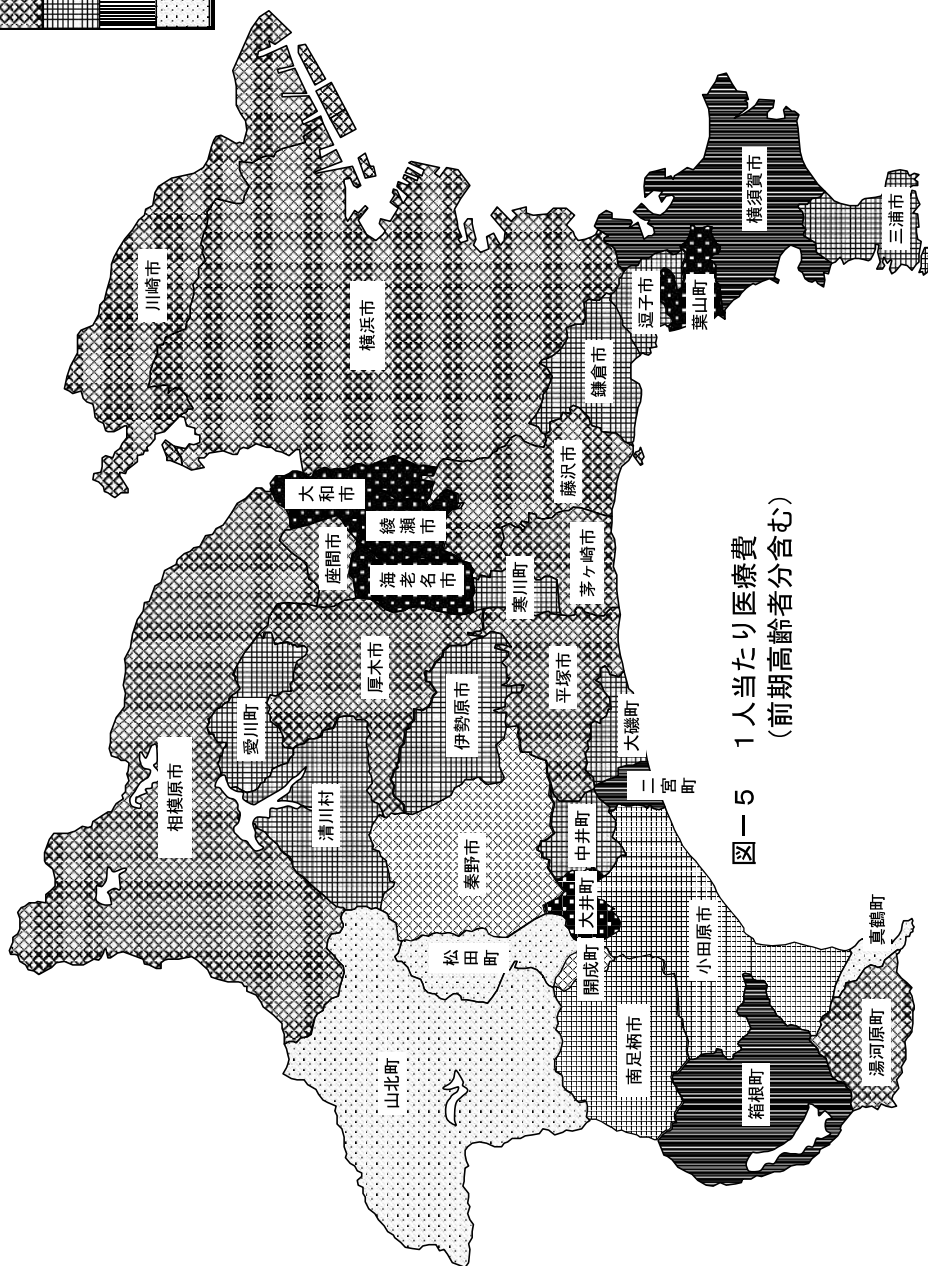 川崎市
横浜市
横須賀市
三浦市
逗子市
葉山町
鎌倉市
大和市
綾瀬市
座間市
海老名市
藤沢市
茅ヶ崎市
寒川町
相模原市
愛川町
厚木市
清川村
伊勢原市
平塚市
大磯町
二宮町
秦野市
中井町
大井町
松田町
開成町
小田原市
山北町
南足柄市
箱根町
湯河原町
真鶴町
図－５　１人当たり医療費
（前期高齢者分含む）